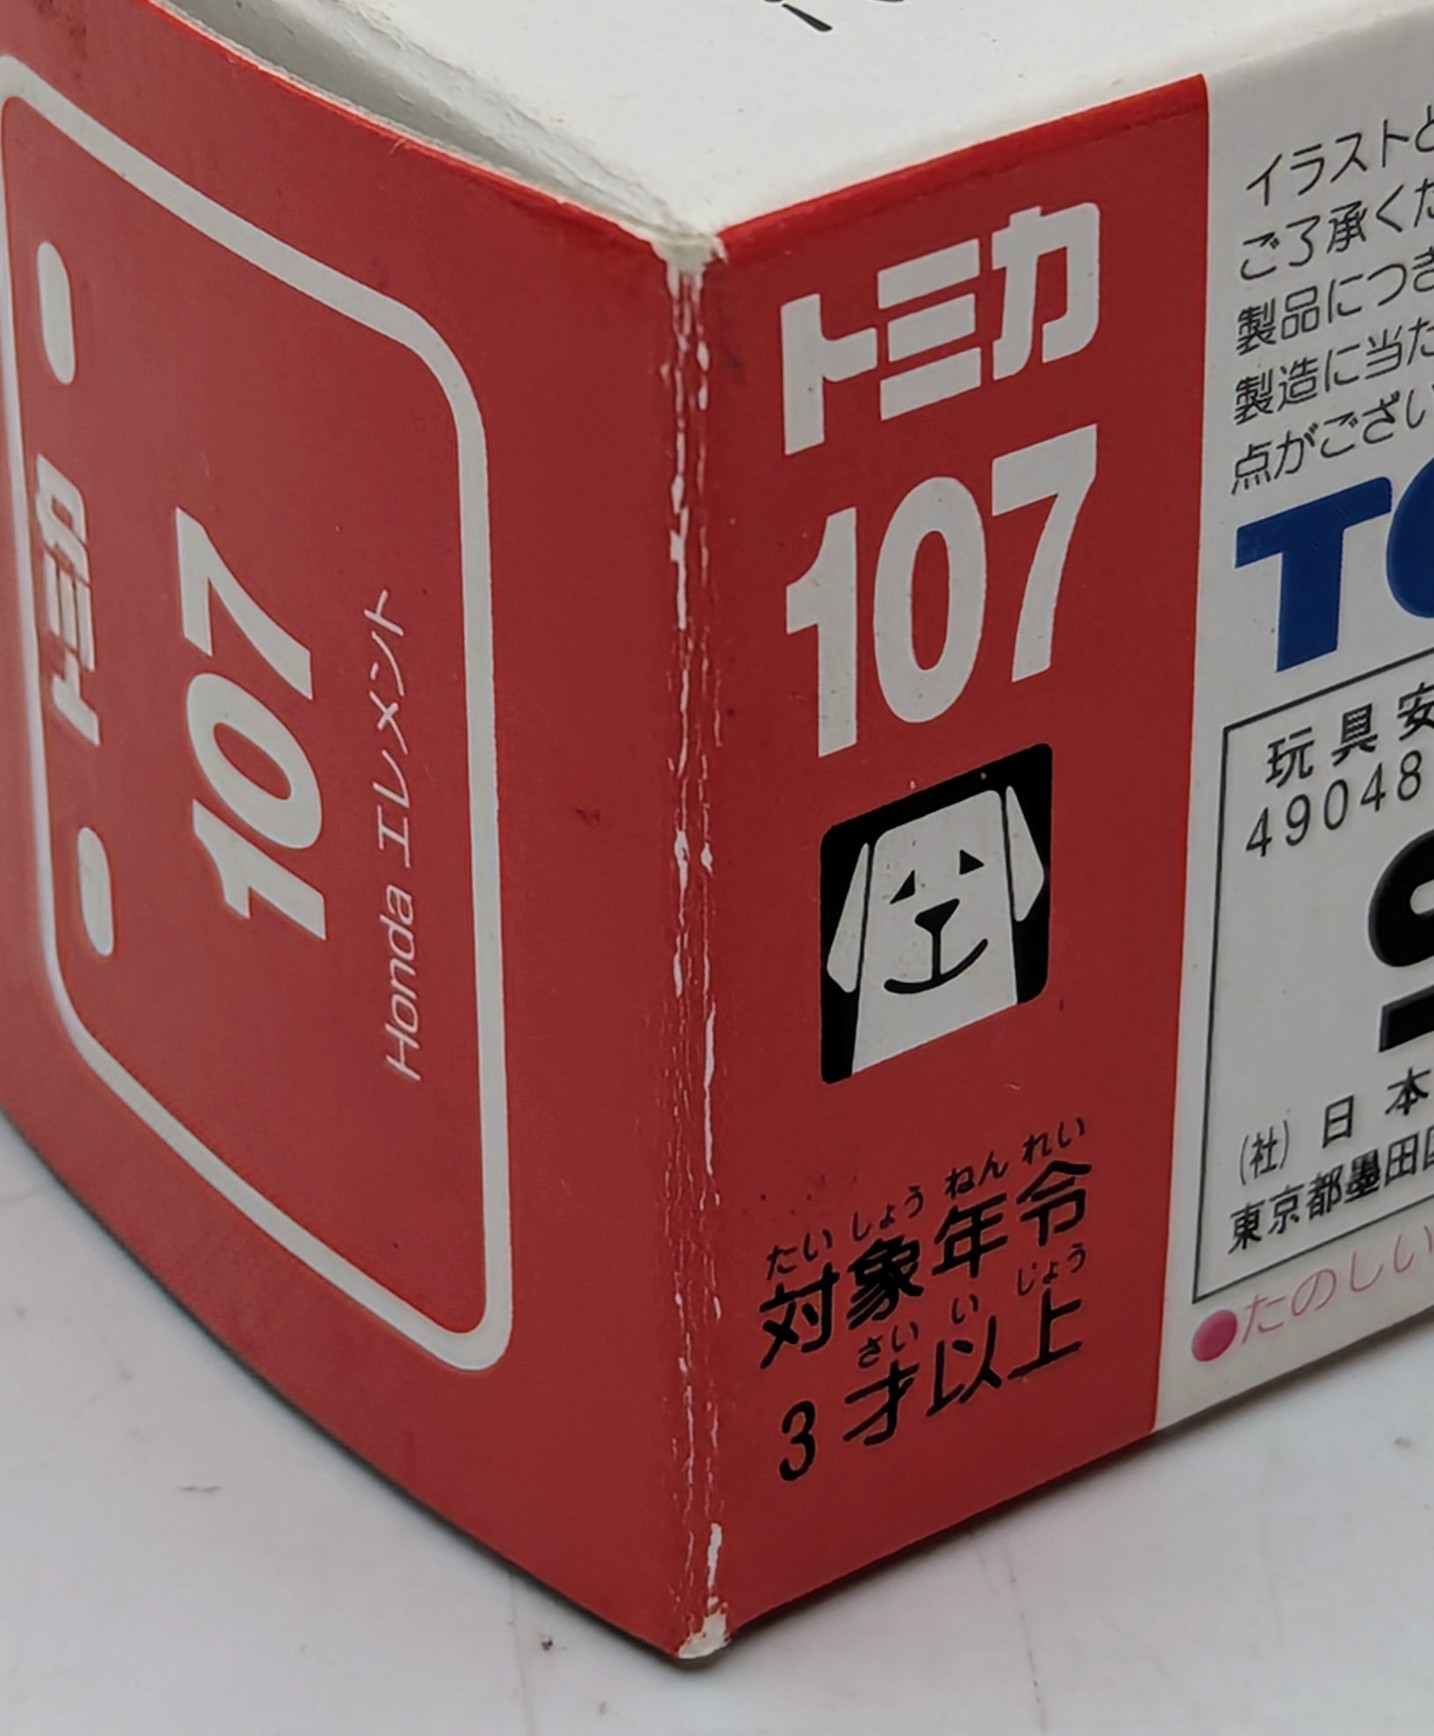 トミカ
107
Honda エレメント
トミカ
107
たいしょうねんれい
対象年令
さい い じょう
3才以上
イラストと
ご了承くだ
製品につき
製造に当た
点がござい
玩具安
49048
(社) 日本
東京都墨田区
●たのしい